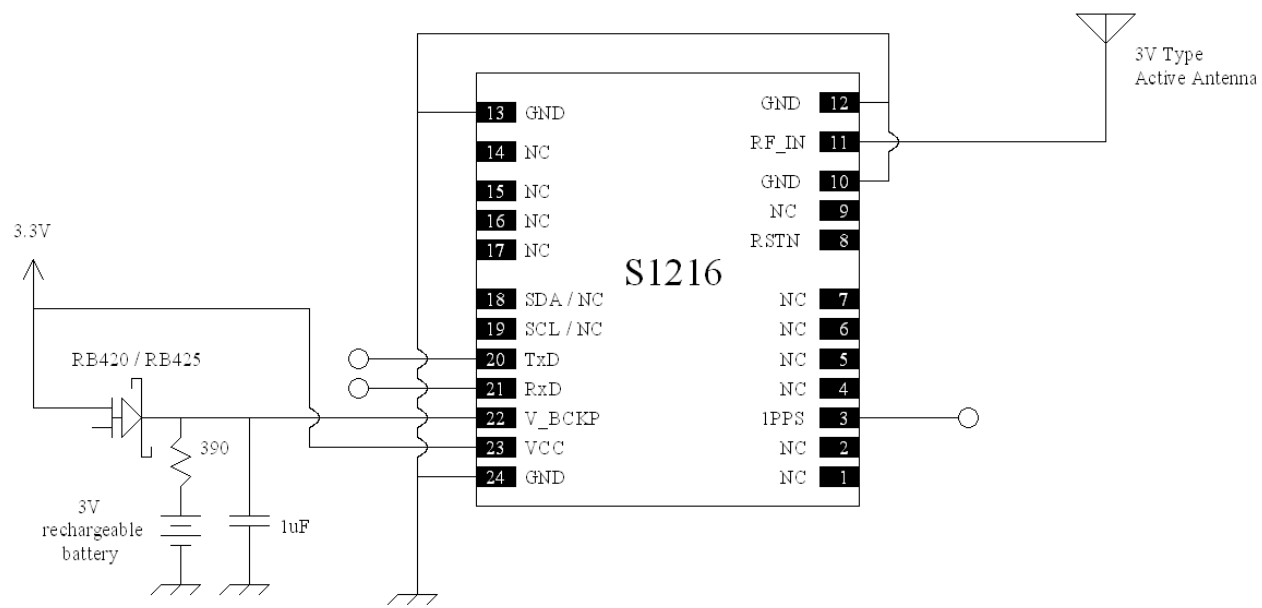 3V Type
Active Antenna
13 GND
14 NC
15 NC
16 NC
17 NC
18 SDA / NC
19 SCL / NC
20 TxD
21 RxD
22 V_BCKP
23 VCC
24 GND
S1216
GND 12
RF_IN 11
GND 10
NC 9
RSTN 8
NC 7
NC 6
NC 5
NC 4
1PPS 3
NC 2
NC 1
3.3V
RB420 / RB425
390
3V
rechargeable
battery
1uF